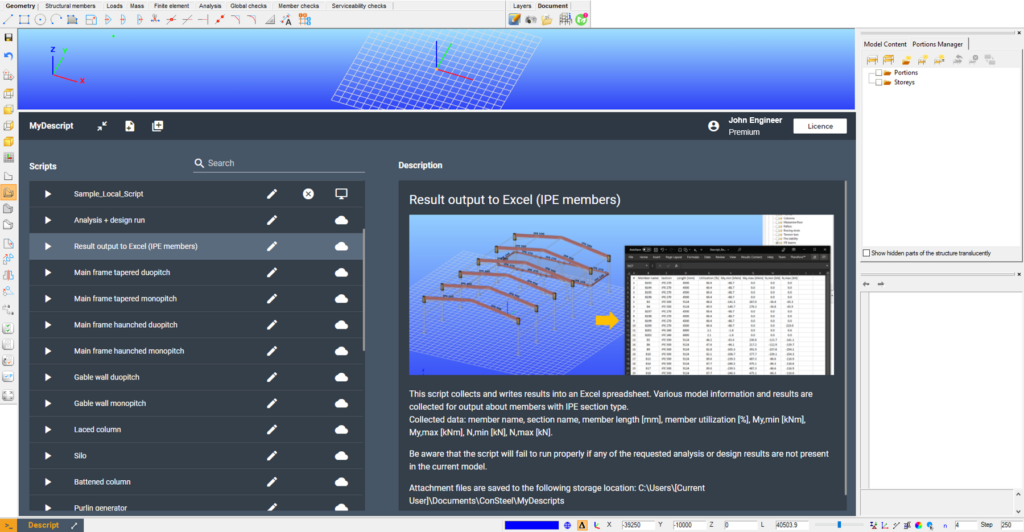 Geometry Structural members Loads Mass Finite element Analysis Global checks Member checks Serviceability checks
Layers Document
Z
Y
X
Model Content Portions Manager
Portions
Storeys
Show hidden parts of the structure translucently
MyDescript
John Engineer
Premium
Licence
Scripts
Search
Sample_Local_Script
Analysis + design run
Result output to Excel (IPE members)
Main frame tapered duopitch
Main frame tapered monopitch
Main frame haunched duopitch
Main frame haunched monopitch
Gable wall duopitch
Gable wall monopitch
Laced column
Silo
Battened column
Purlin generator
Description
Result output to Excel (IPE members)
This script collects and writes results into an Excel spreadsheet. Various model information and results are
collected for output about members with IPE section type.
Collected data: member name, section name, member length [mm], member utilization [%], My,min [kNm],
My,max [kNm], N,min [kN], N,max [kN].
Be aware that the script will fail to run properly if any of the requested analysis or design results are not present
in the current model.
Attachment files are saved to the following storage location: C:\Users\[Current
User]\Documents\ConSteel\MyDescripts
Descript
X -39250 Y -10000 Z 0 L 40503.9
n 4 Step 250